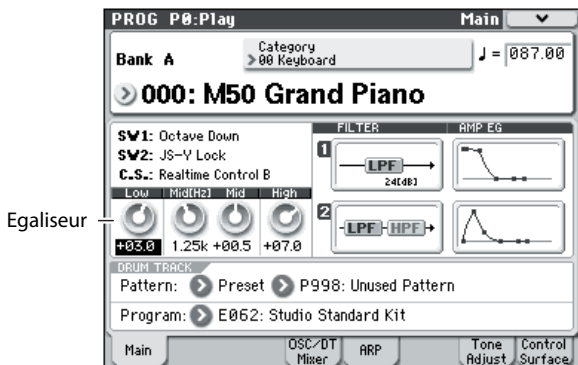 PROG P0:Play Main
Category
Bank A 00 Keyboard ♩= 087.00
000: M50 Grand Piano
SW1: Octave Down
SW2: JS-Y Lock
C.S.: Realtime Control B
FILTER AMP EG
1 LPF 24[dB]
Low Mid[Hz] Mid High
2 LPF HPF
Egaliseur
+03.0 1.25k +00.5 +07.0
DRUM TRACK
Pattern: Preset P998: Unused Pattern
Program: E062: Studio Standard Kit
Main OSC/DT Mixer ARP Tone Adjust Control Surface